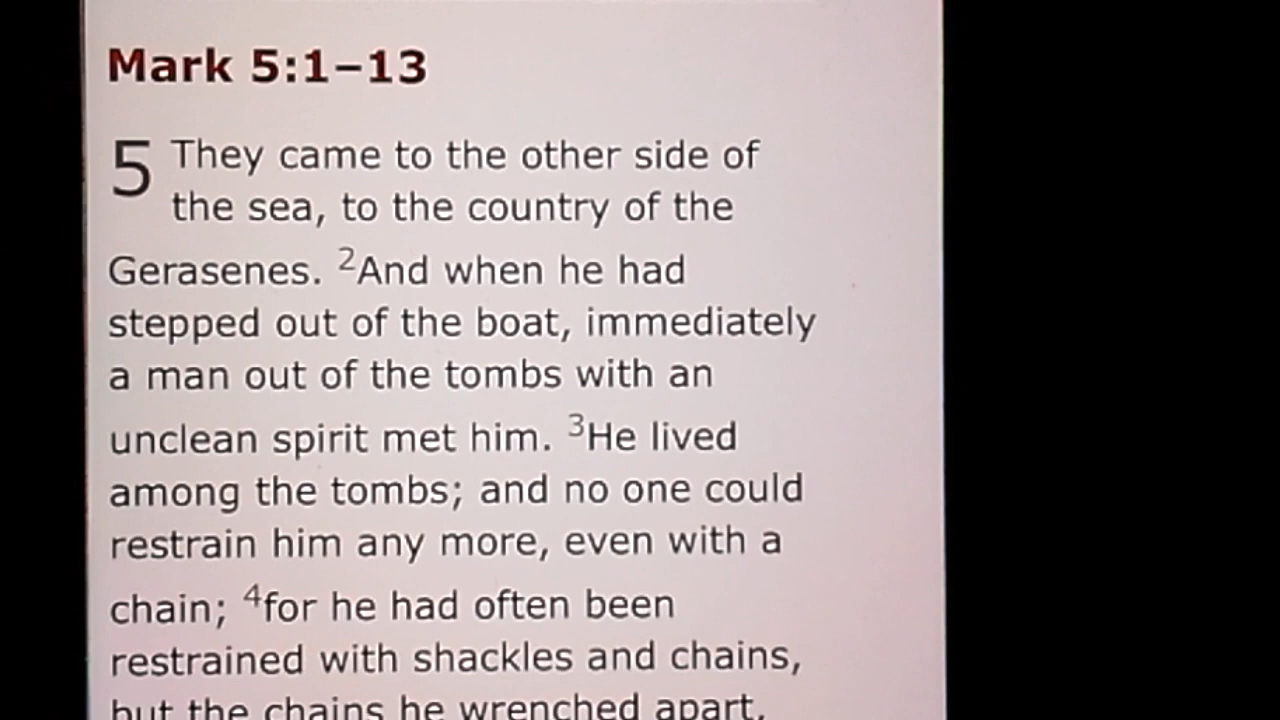 Mark 5:1–13
5 They came to the other side of
the sea, to the country of the
Gerasenes. 2And when he had
stepped out of the boat, immediately
a man out of the tombs with an
unclean spirit met him. 3He lived
among the tombs; and no one could
restrain him any more, even with a
chain; 4for he had often been
restrained with shackles and chains,
but the chains he wrenched apart,